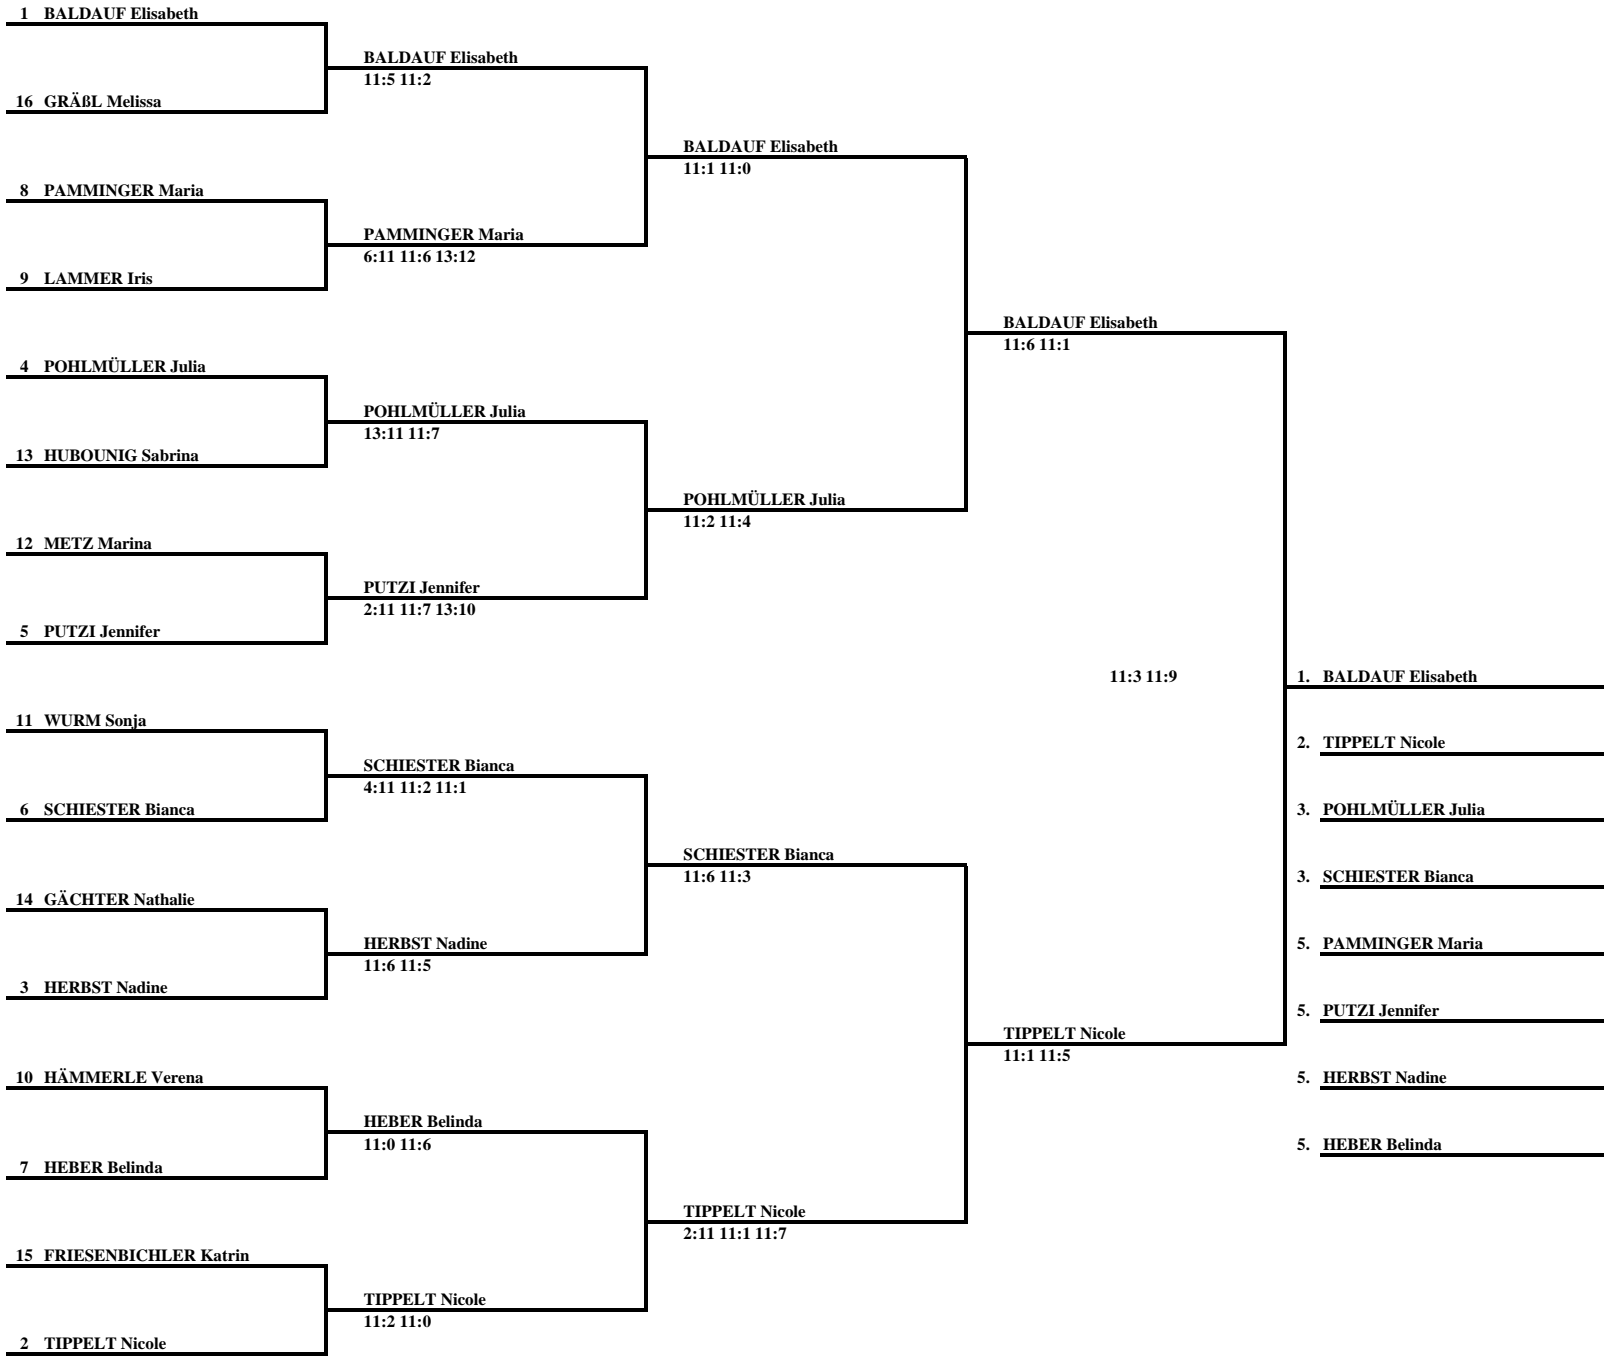 1 BALDAUF Elisabeth
BALDAUF Elisabeth
11:5 11:2
16 GRÄßL Melissa
BALDAUF Elisabeth
11:1 11:0
8 PAMMINGER Maria
PAMMINGER Maria
6:11 11:6 13:12
9 LAMMER Iris
BALDAUF Elisabeth
11:6 11:1
4 POHLMÜLLER Julia
POHLMÜLLER Julia
13:11 11:7
13 HUBOUNIG Sabrina
POHLMÜLLER Julia
11:2 11:4
12 METZ Marina
PUTZI Jennifer
2:11 11:7 13:10
5 PUTZI Jennifer
11:3 11:9
1. BALDAUF Elisabeth
11 WURM Sonja
2. TIPPELT Nicole
SCHIESTER Bianca
4:11 11:2 11:1
6 SCHIESTER Bianca
3. POHLMÜLLER Julia
SCHIESTER Bianca
11:6 11:3
3. SCHIESTER Bianca
14 GÄCHTER Nathalie
HERBST Nadine
11:6 11:5
5. PAMMINGER Maria
3 HERBST Nadine
5. PUTZI Jennifer
TIPPELT Nicole
11:1 11:5
10 HÄMMERLE Verena
5. HERBST Nadine
HEBER Belinda
11:0 11:6
5. HEBER Belinda
7 HEBER Belinda
TIPPELT Nicole
2:11 11:1 11:7
15 FRIESENBICHLER Katrin
TIPPELT Nicole
11:2 11:0
2 TIPPELT Nicole